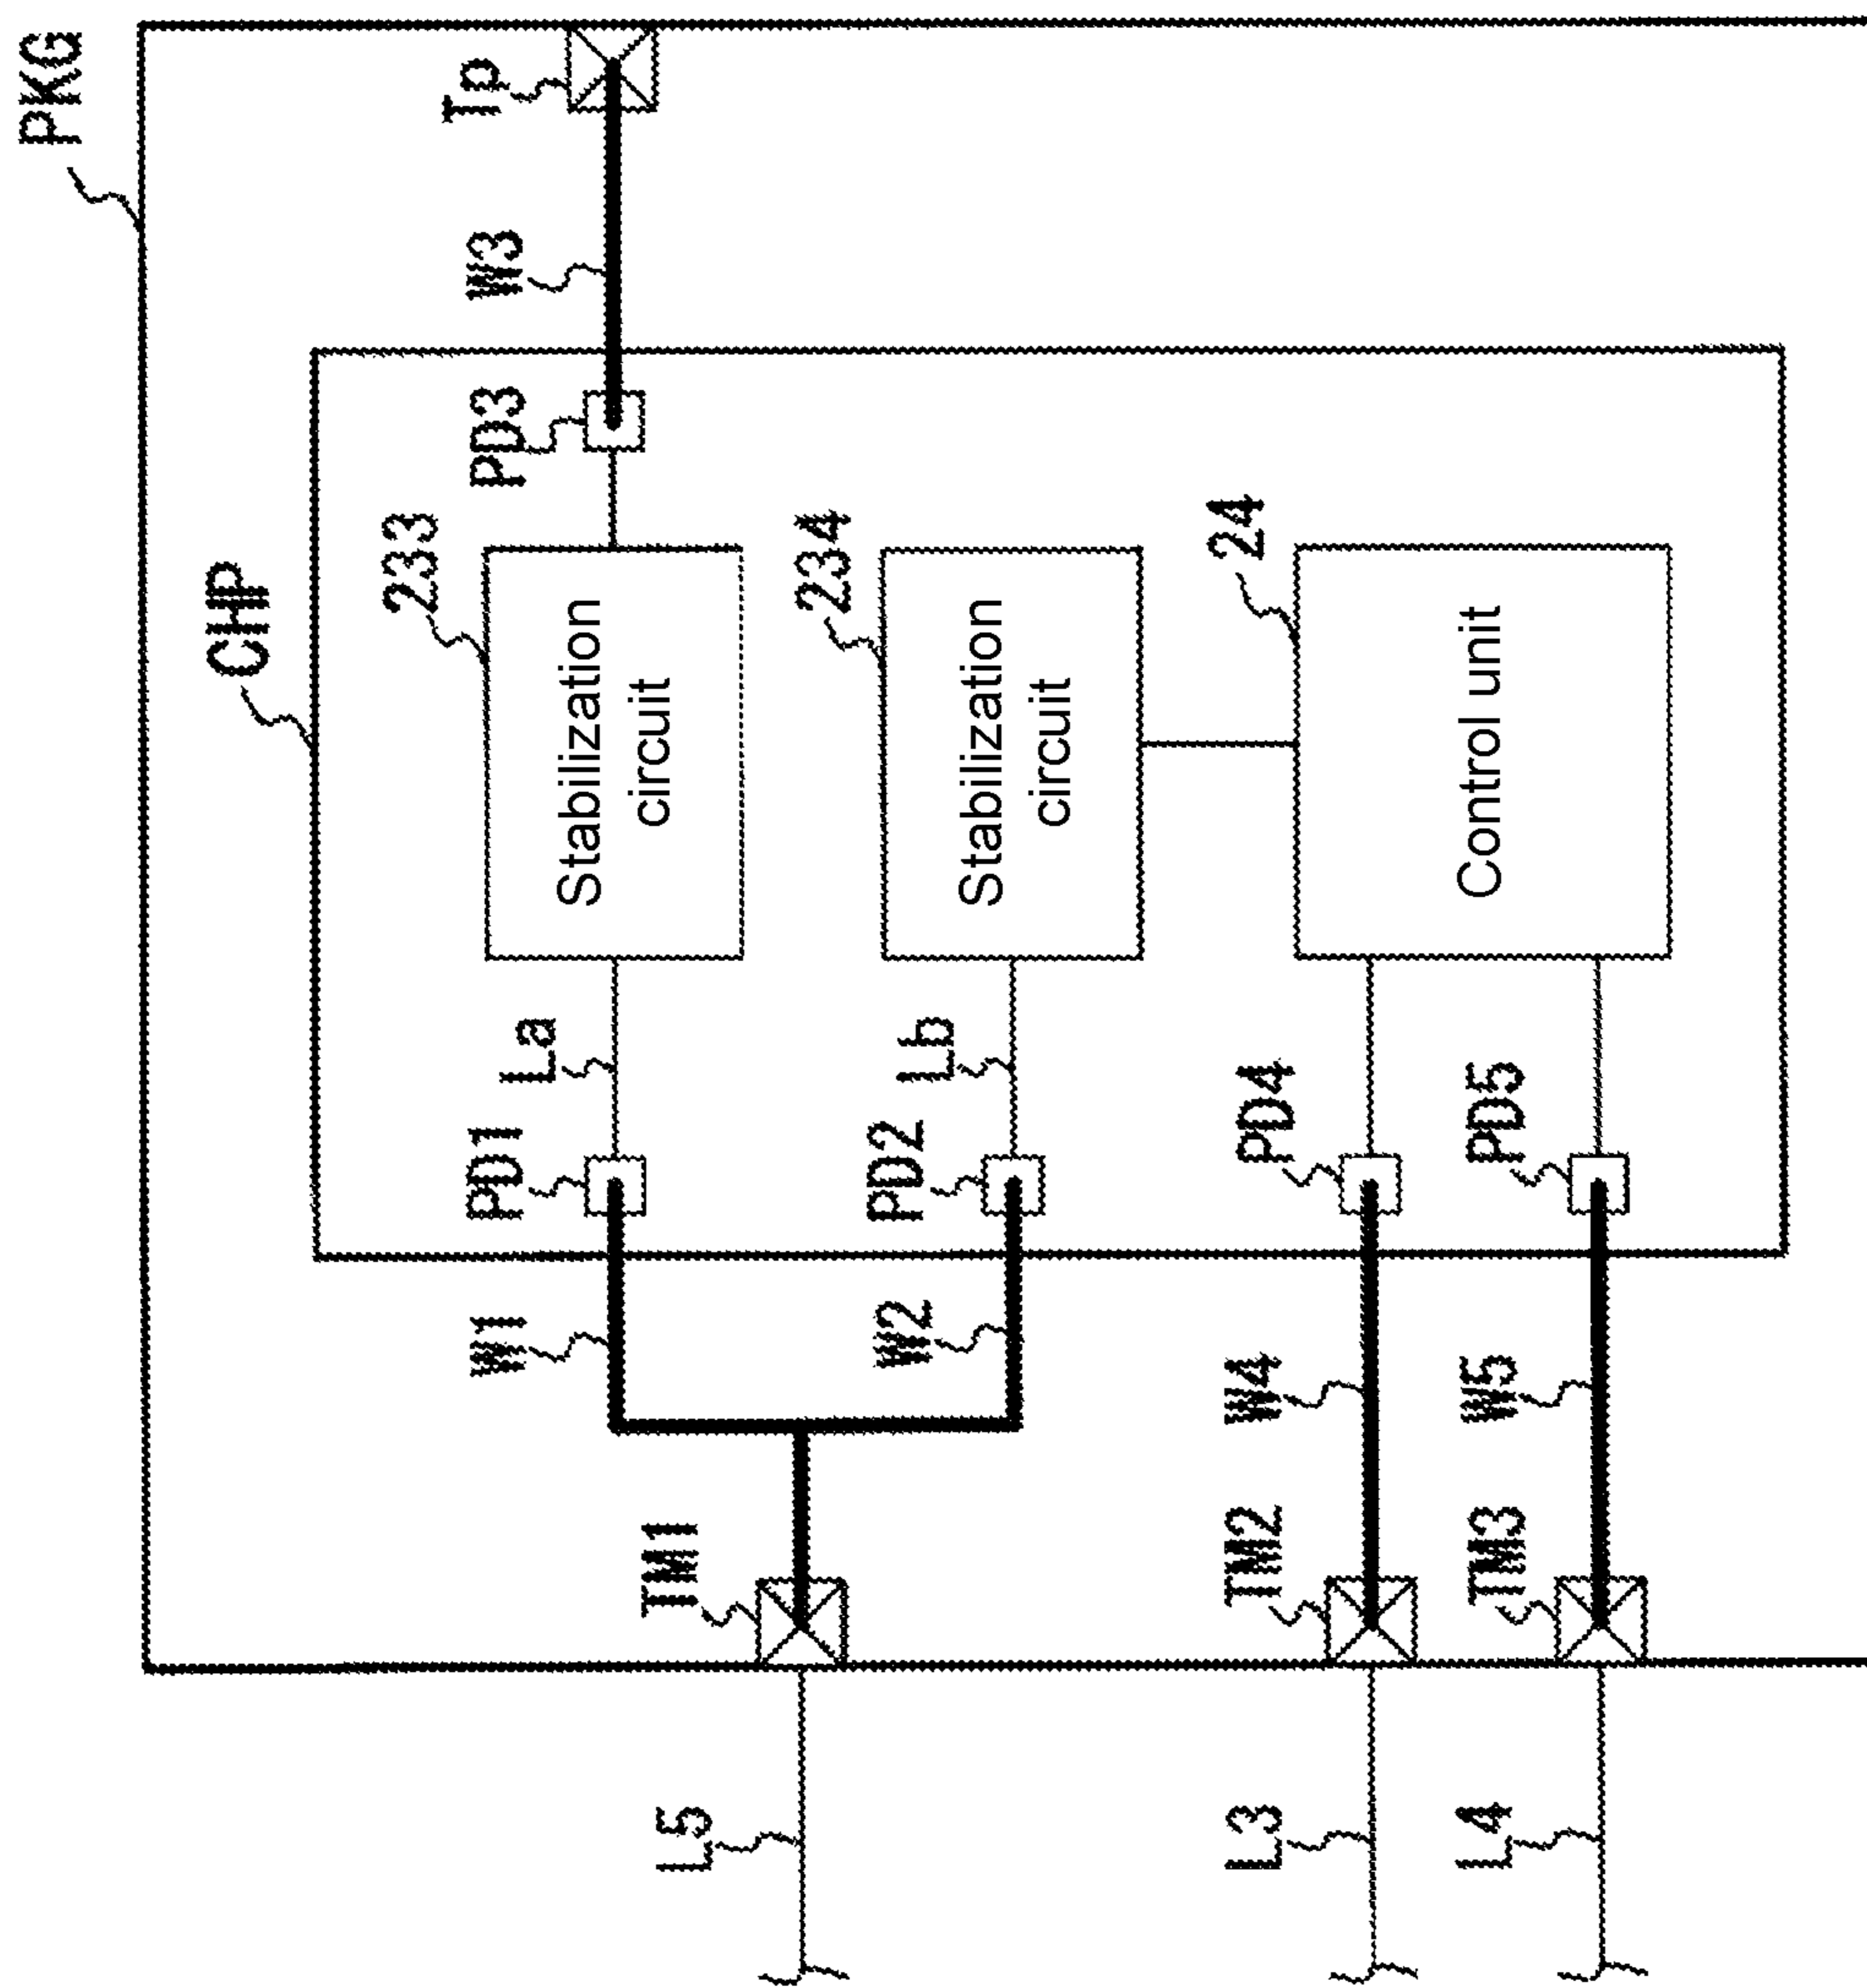 PKG
CHP
233
Tp
W1
PD1
La
PD3
W3
Stabilization
circuit
L5
TM1
234
W2
PD2
Lb
Stabilization
circuit
24
L3
TM2
W4
PD4
Control unit
L4
TM3
W5
PD5